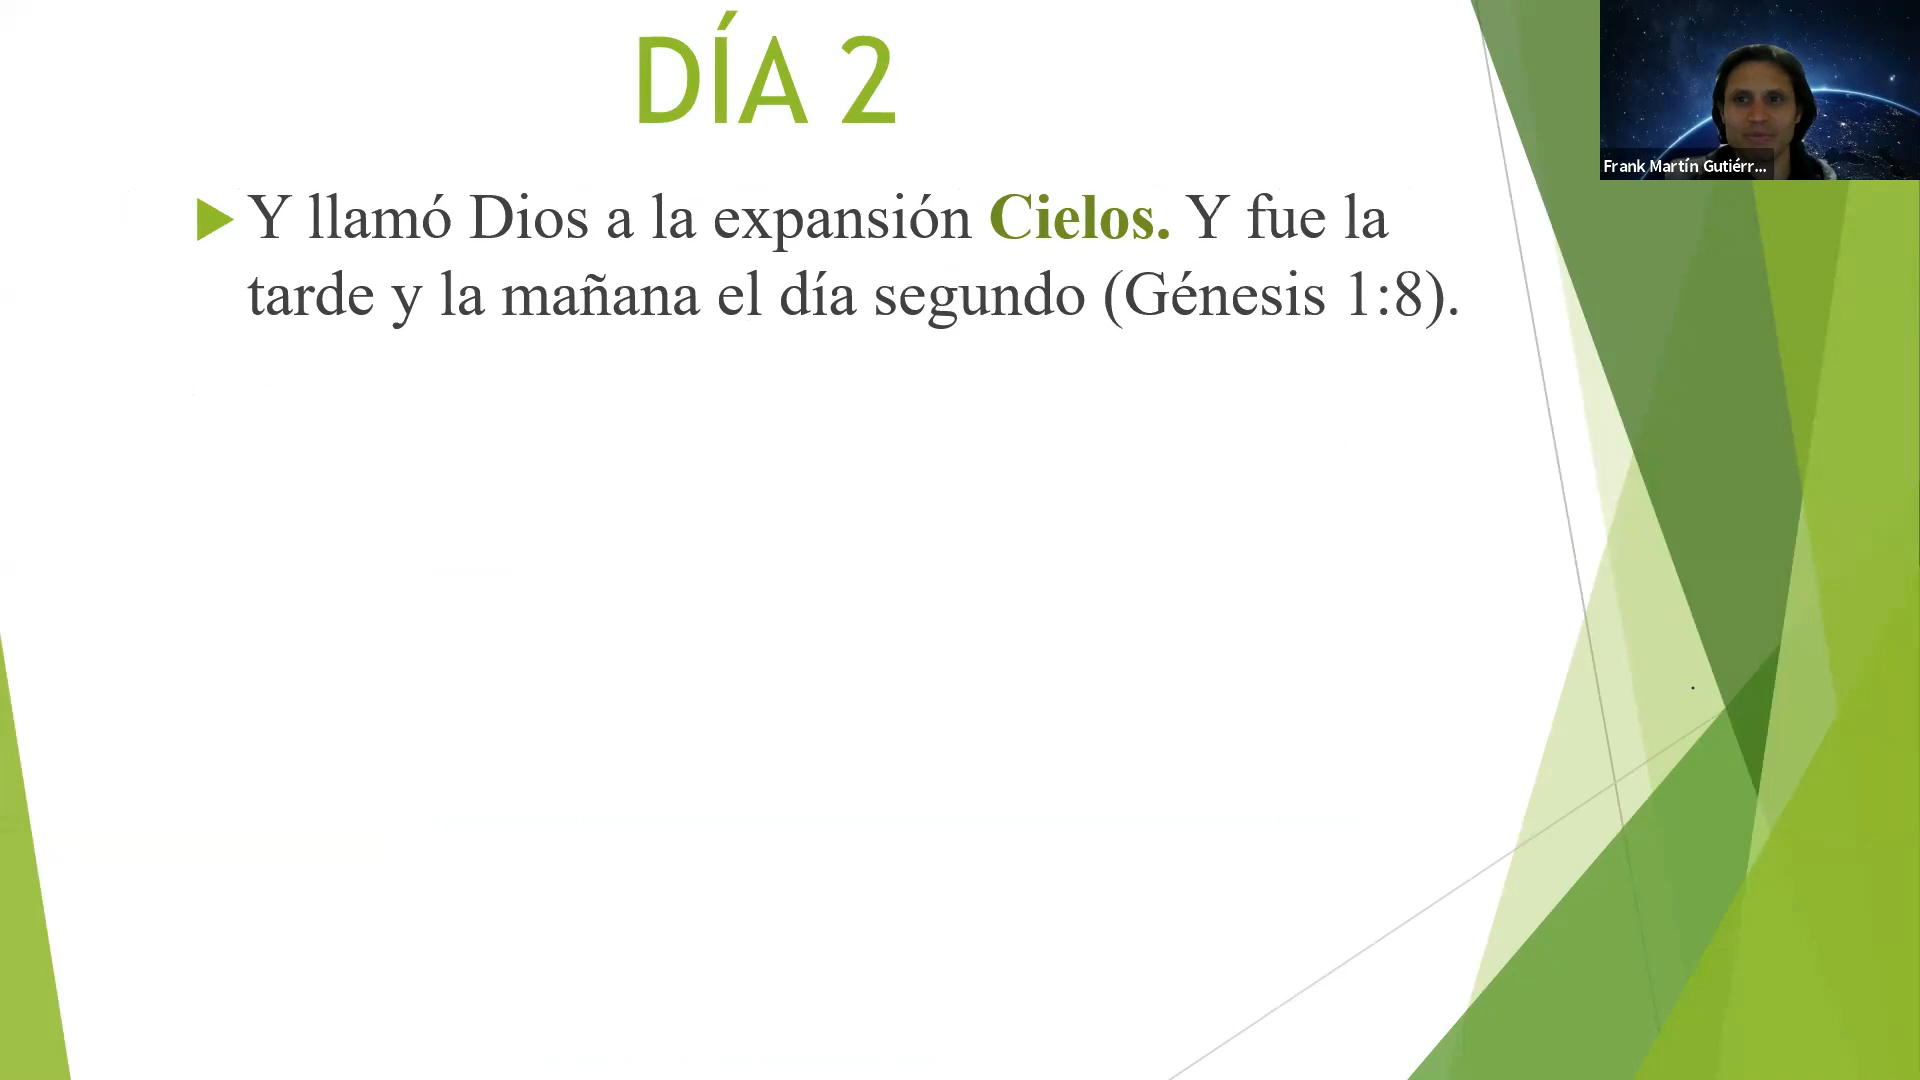 DÍA 2
Y llamó Dios a la expansión Cielos. Y fue la
tarde y la mañana el día segundo (Génesis 1:8).
Frank Martín Gutiérr...